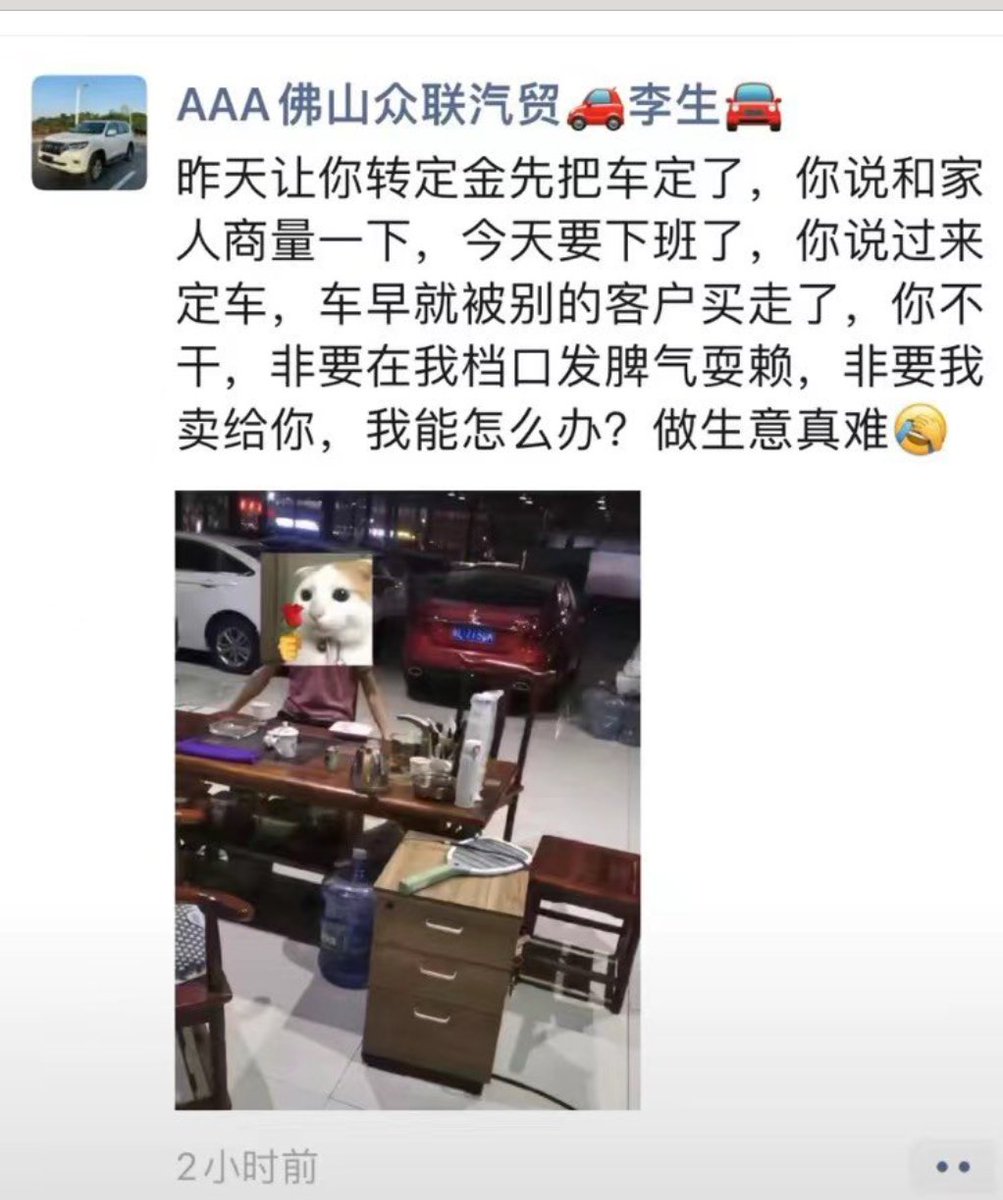 AAA佛山众联汽贸🚗李生🚘
昨天让你转定金先把车定了，你说和家
人商量一下，今天要下班了，你说过来
定车，车早就被别的客户买走了，你不
干，非要在我档口发脾气耍赖，非要我
卖给你，我能怎么办？做生意真难🤦
2小时前